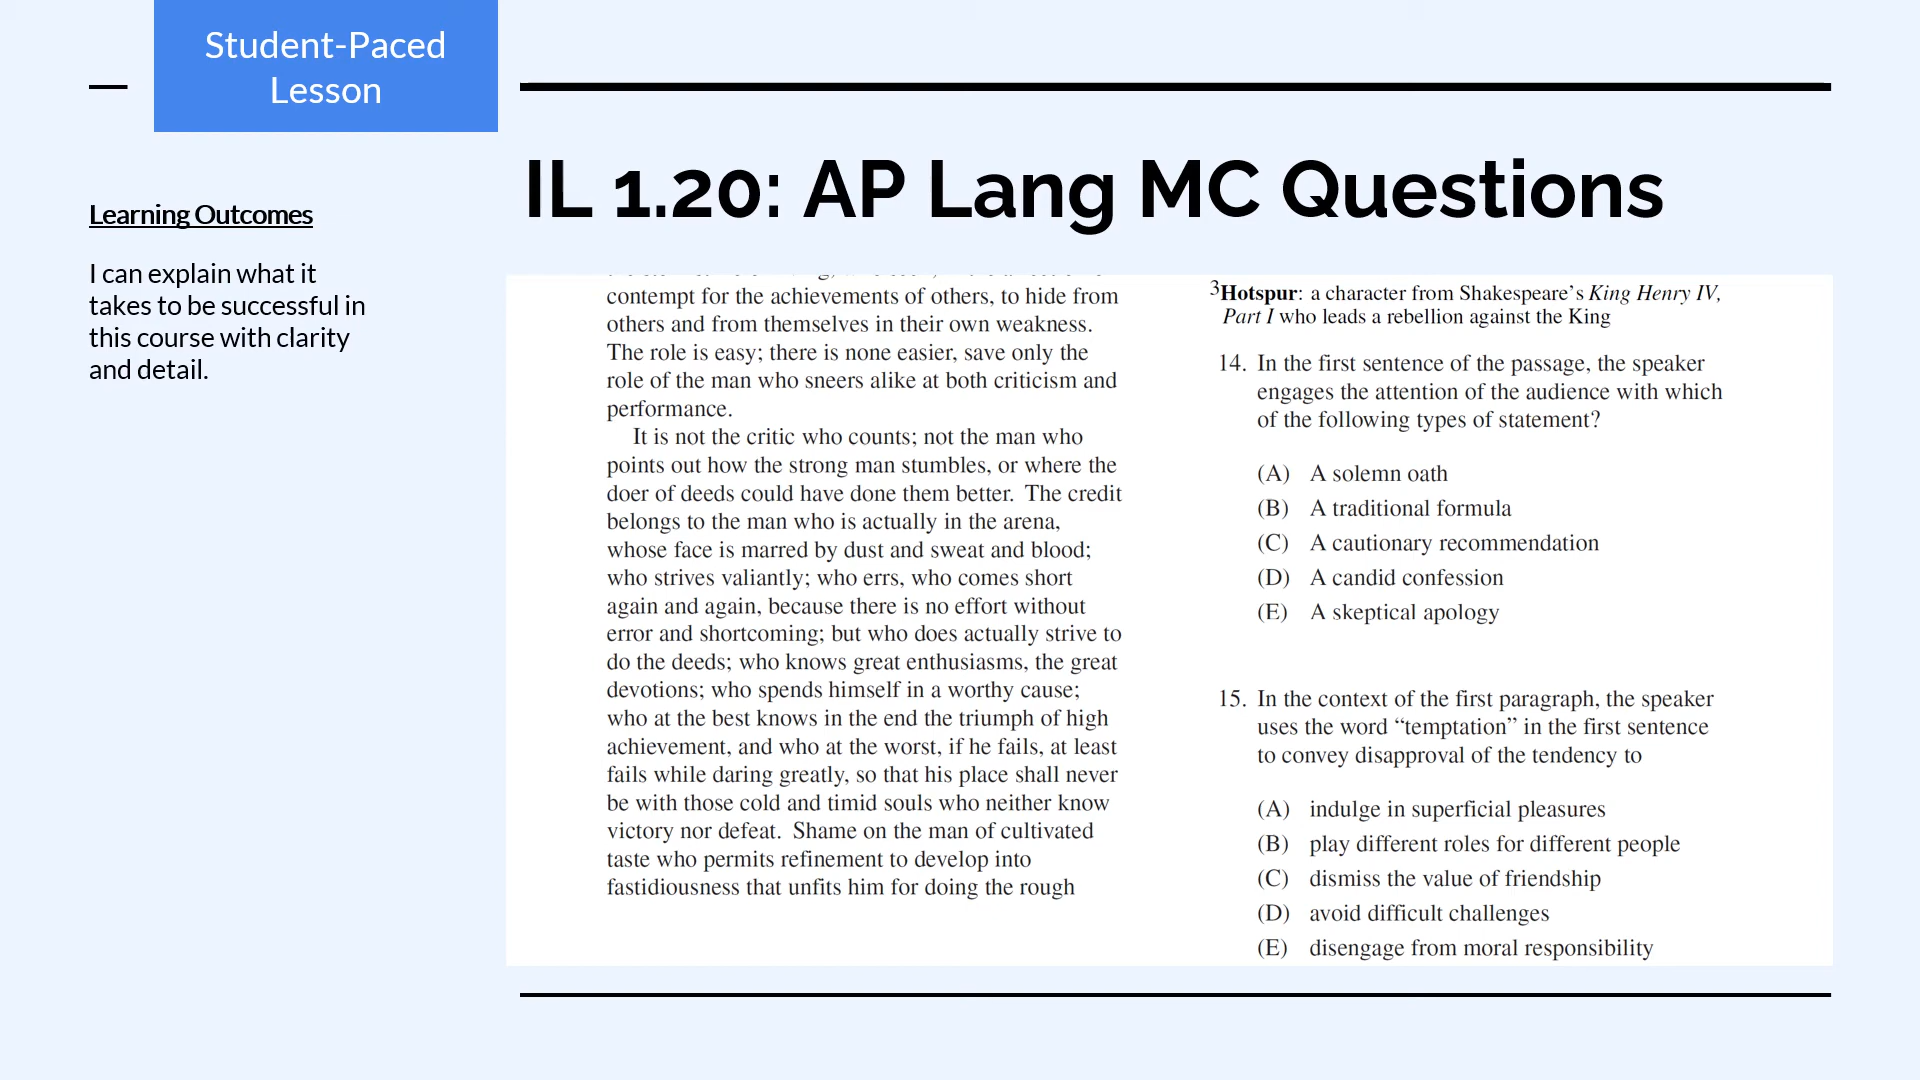 Student-Paced
Lesson
IL 1.20: AP Lang MC Questions
Learning Outcomes
I can explain what it
takes to be successful in
this course with clarity
and detail.
contempt for the achievements of others, to hide from
others and from themselves in their own weakness.
The role is easy; there is none easier, save only the
role of the man who sneers alike at both criticism and
performance.
It is not the critic who counts; not the man who
points out how the strong man stumbles, or where the
doer of deeds could have done them better. The credit
belongs to the man who is actually in the arena,
whose face is marred by dust and sweat and blood;
who strives valiantly; who errs, who comes short
again and again, because there is no effort without
error and shortcoming; but who does actually strive to
do the deeds; who knows great enthusiasms, the great
devotions; who spends himself in a worthy cause;
who at the best knows in the end the triumph of high
achievement, and who at the worst, if he fails, at least
fails while daring greatly, so that his place shall never
be with those cold and timid souls who neither know
victory nor defeat. Shame on the man of cultivated
taste who permits refinement to develop into
fastidiousness that unfits him for doing the rough
3Hotspur: a character from Shakespeare’s King Henry IV,
Part I who leads a rebellion against the King
14. In the first sentence of the passage, the speaker
engages the attention of the audience with which
of the following types of statement?
(A) A solemn oath
(B) A traditional formula
(C) A cautionary recommendation
(D) A candid confession
(E) A skeptical apology
15. In the context of the first paragraph, the speaker
uses the word “temptation” in the first sentence
to convey disapproval of the tendency to
(A) indulge in superficial pleasures
(B) play different roles for different people
(C) dismiss the value of friendship
(D) avoid difficult challenges
(E) disengage from moral responsibility